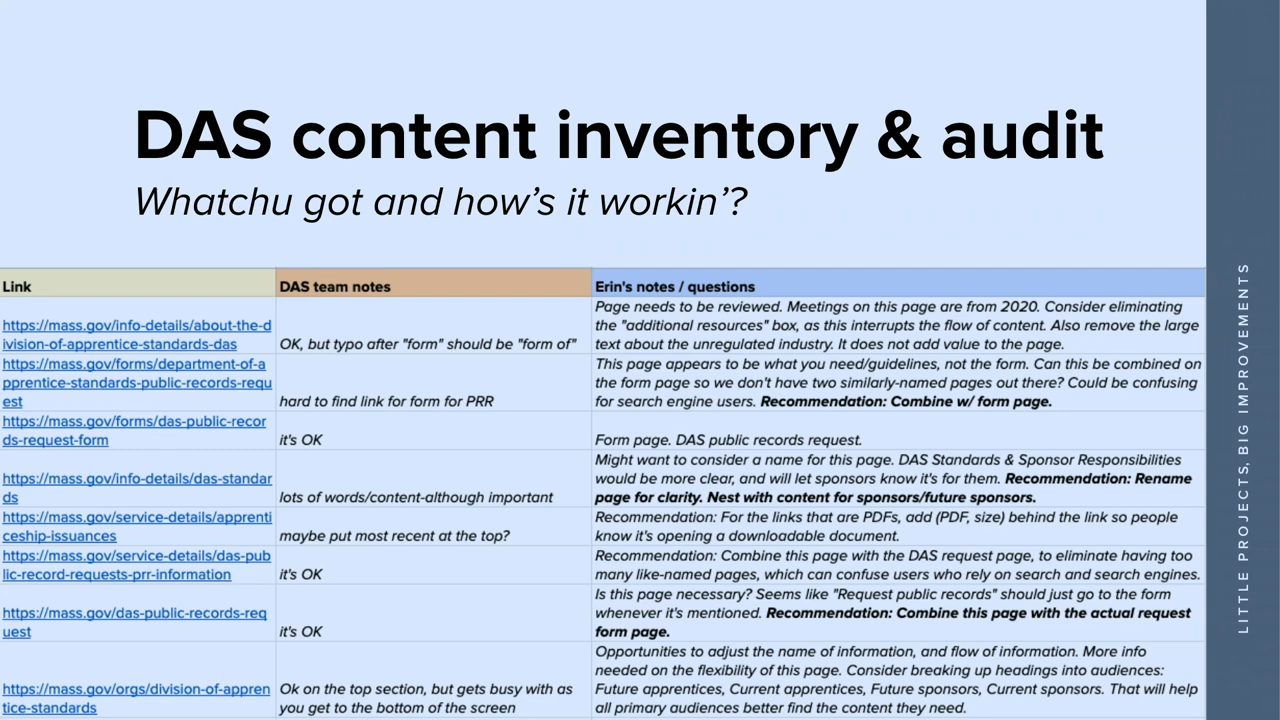 DAS content inventory & audit
Whatchu got and how’s it workin’?
Link
DAS team notes
Erin's notes / questions
https://mass.gov/info-details/about-the-d
ivision-of-apprentice-standards-das
OK, but typo after "form" should be "form of"
Page needs to be reviewed. Meetings on this page are from 2020. Consider eliminating
the "additional resources" box, as this interrupts the flow of content. Also remove the large
text about the unregulated industry. It does not add value to the page.
https://mass.gov/forms/department-of-a
pprentice-standards-public-records-requ
est
hard to find link for form for PRR
This page appears to be what you need/guidelines, not the form. Can this be combined on
the form page so we don't have two similarly-named pages out there? Could be confusing
for search engine users. Recommendation: Combine w/ form page.
https://mass.gov/forms/das-public-recor
ds-request-form
it's OK
Form page. DAS public records request.
https://mass.gov/info-details/das-standar
ds
lots of words/content-although important
Might want to consider a name for this page. DAS Standards & Sponsor Responsibilities
would be more clear, and will let sponsors know it's for them. Recommendation: Rename
page for clarity. Nest with content for sponsors/future sponsors.
https://mass.gov/service-details/apprenti
ceship-issuances
maybe put most recent at the top?
Recommendation: For the links that are PDFs, add (PDF, size) behind the link so people
know it's opening a downloadable document.
https://mass.gov/service-details/das-pub
lic-record-requests-prr-information
it's OK
Recommendation: Combine this page with the DAS request page, to eliminate having too
many like-named pages, which can confuse users who rely on search and search engines.
https://mass.gov/das-public-records-req
uest
it's OK
Is this page necessary? Seems like "Request public records" should just go to the form
whenever it's mentioned. Recommendation: Combine this page with the actual request
form page.
https://mass.gov/orgs/division-of-appren
tice-standards
Ok on the top section, but gets busy with as
you get to the bottom of the screen
Opportunities to adjust the name of information, and flow of information. More info
needed on the flexibility of this page. Consider breaking up headings into audiences:
Future apprentices, Current apprentices, Future sponsors, Current sponsors. That will help
all primary audiences better find the content they need.
LITTLE PROJECTS, BIG IMPROVEMENTS